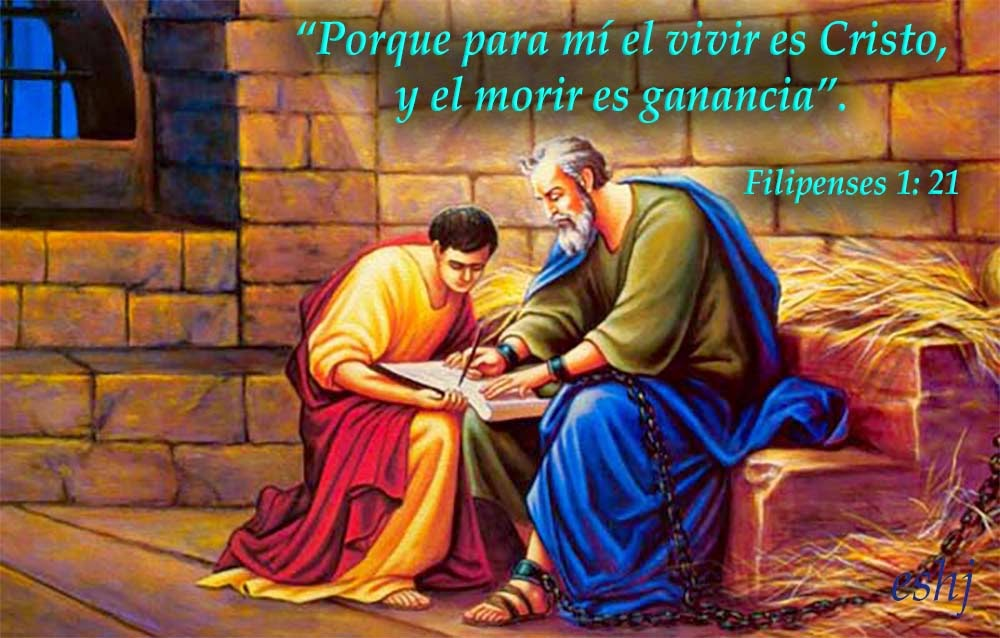 “Porque para mí el vivir es Cristo,
y el morir es ganancia”.
Filipenses 1: 21
eshj